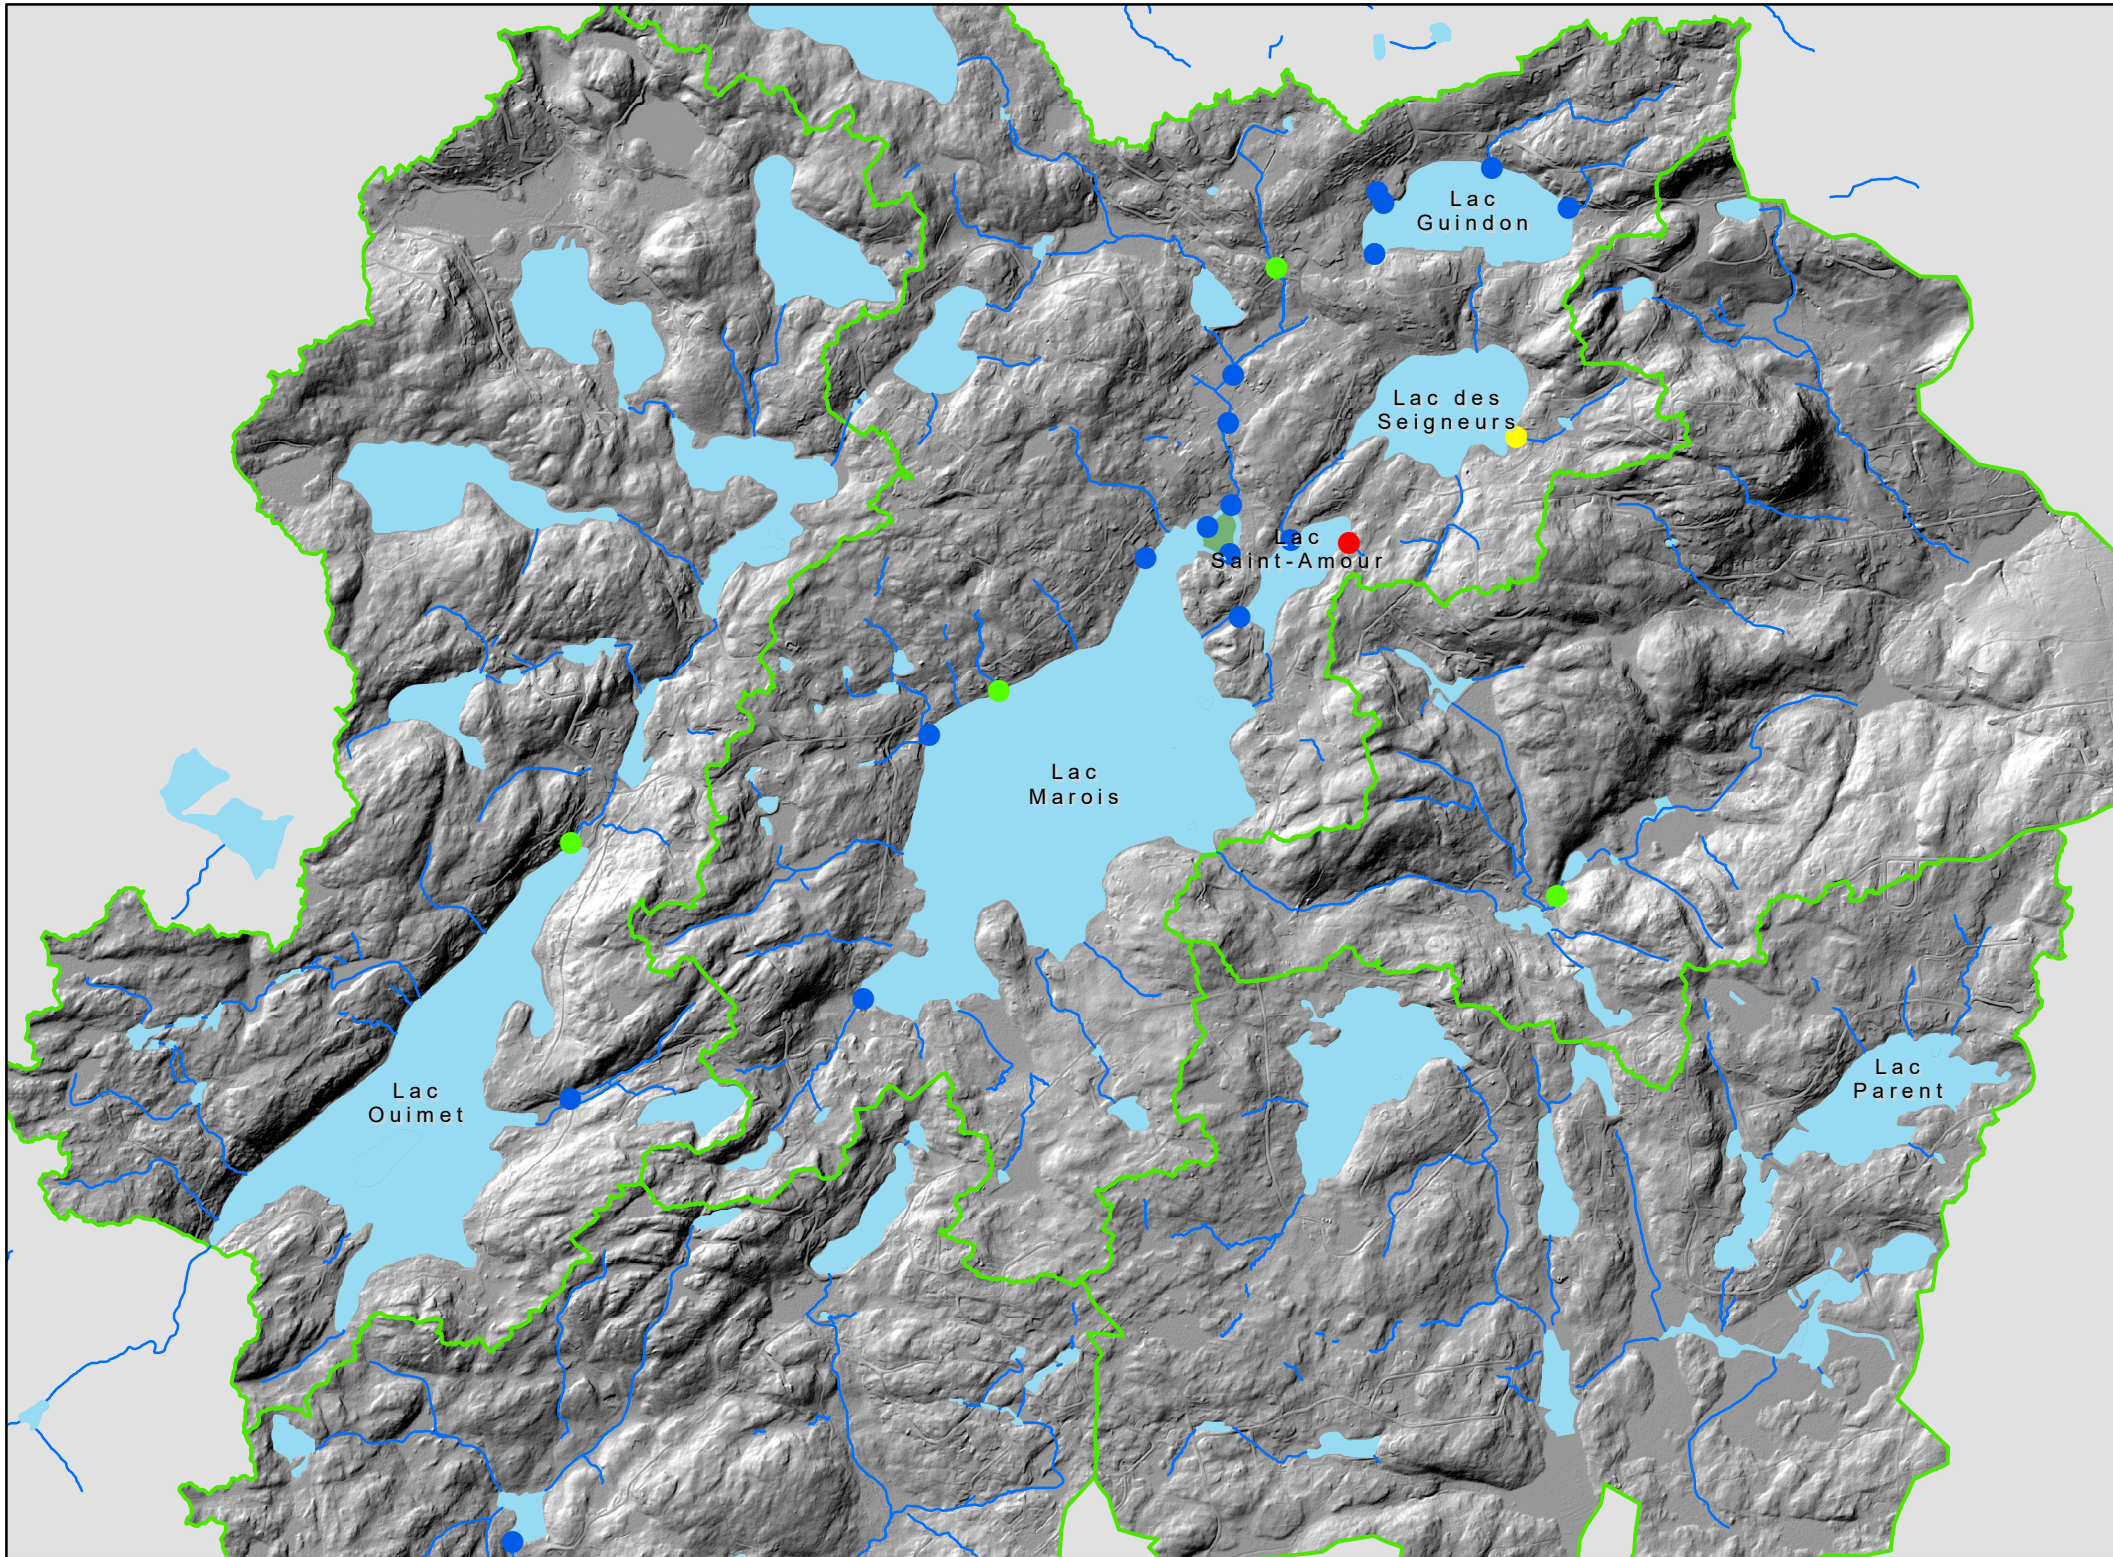 Lac
Guindon
Lac des
Seigneurs
Lac
Saint-Amour
Lac
Marois
Lac
Ouimet
Lac
Parent